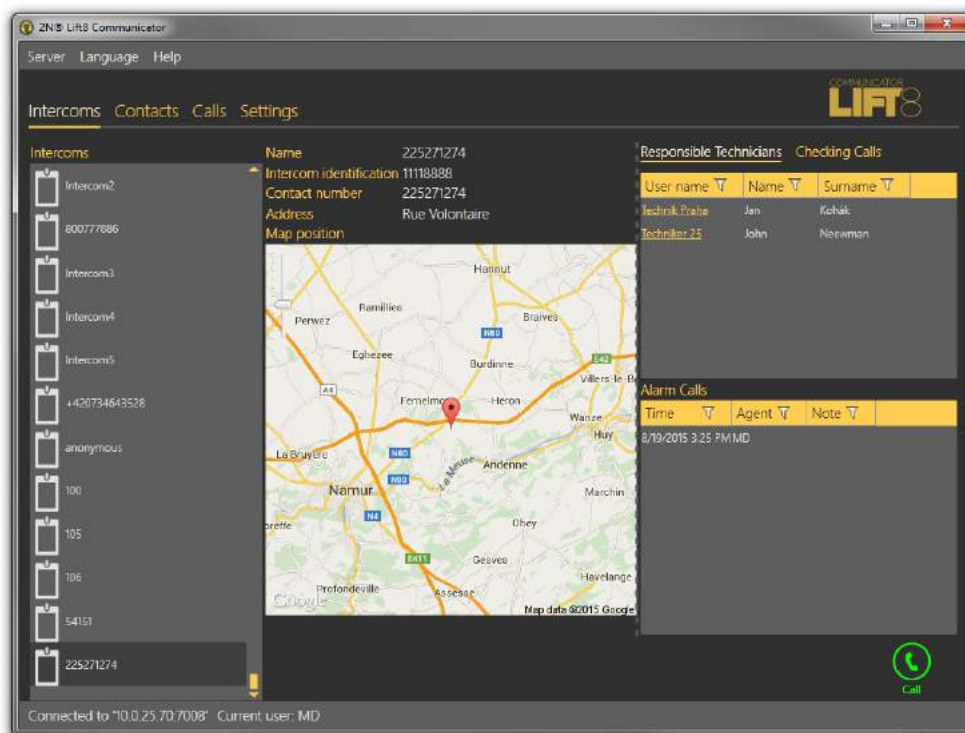 2N® Lift8 Communicator
Server Language Help
COMMUNICATOR
LIFT8
Intercoms Contacts Calls Settings
Intercoms
Intercom2
800777886
Intercom3
Intercom4
Intercom5
+420734643528
anonymous
100
105
106
54151
225271274
Name 225271274
Intercom identification 11118888
Contact number 225271274
Address Rue Volontaire
Map position
Hannut
Ramillies
Perwez
Braives
N80
Eghezee
E42
Burdinne
Villers-le-B
A4
Fernelmo
Heron
Wanze
Huy
La Bruyere
N80
La Meuse
Andenne
N90
Namur
Marchin
N4
Ohey
oreffe
E411
Gesves
Havelange
Profondeville
Assesse
Google
Map data ©2015 Google
Responsible Technicians Checking Calls
User name Name Surname
Technik Praha Jan Kohák
Techniker 25 John Neewman
Alarm Calls
Time Agent Note
8/19/2015 3:25 PM MD
Call
Connected to "10.0.25.70:7008" Current user: MD